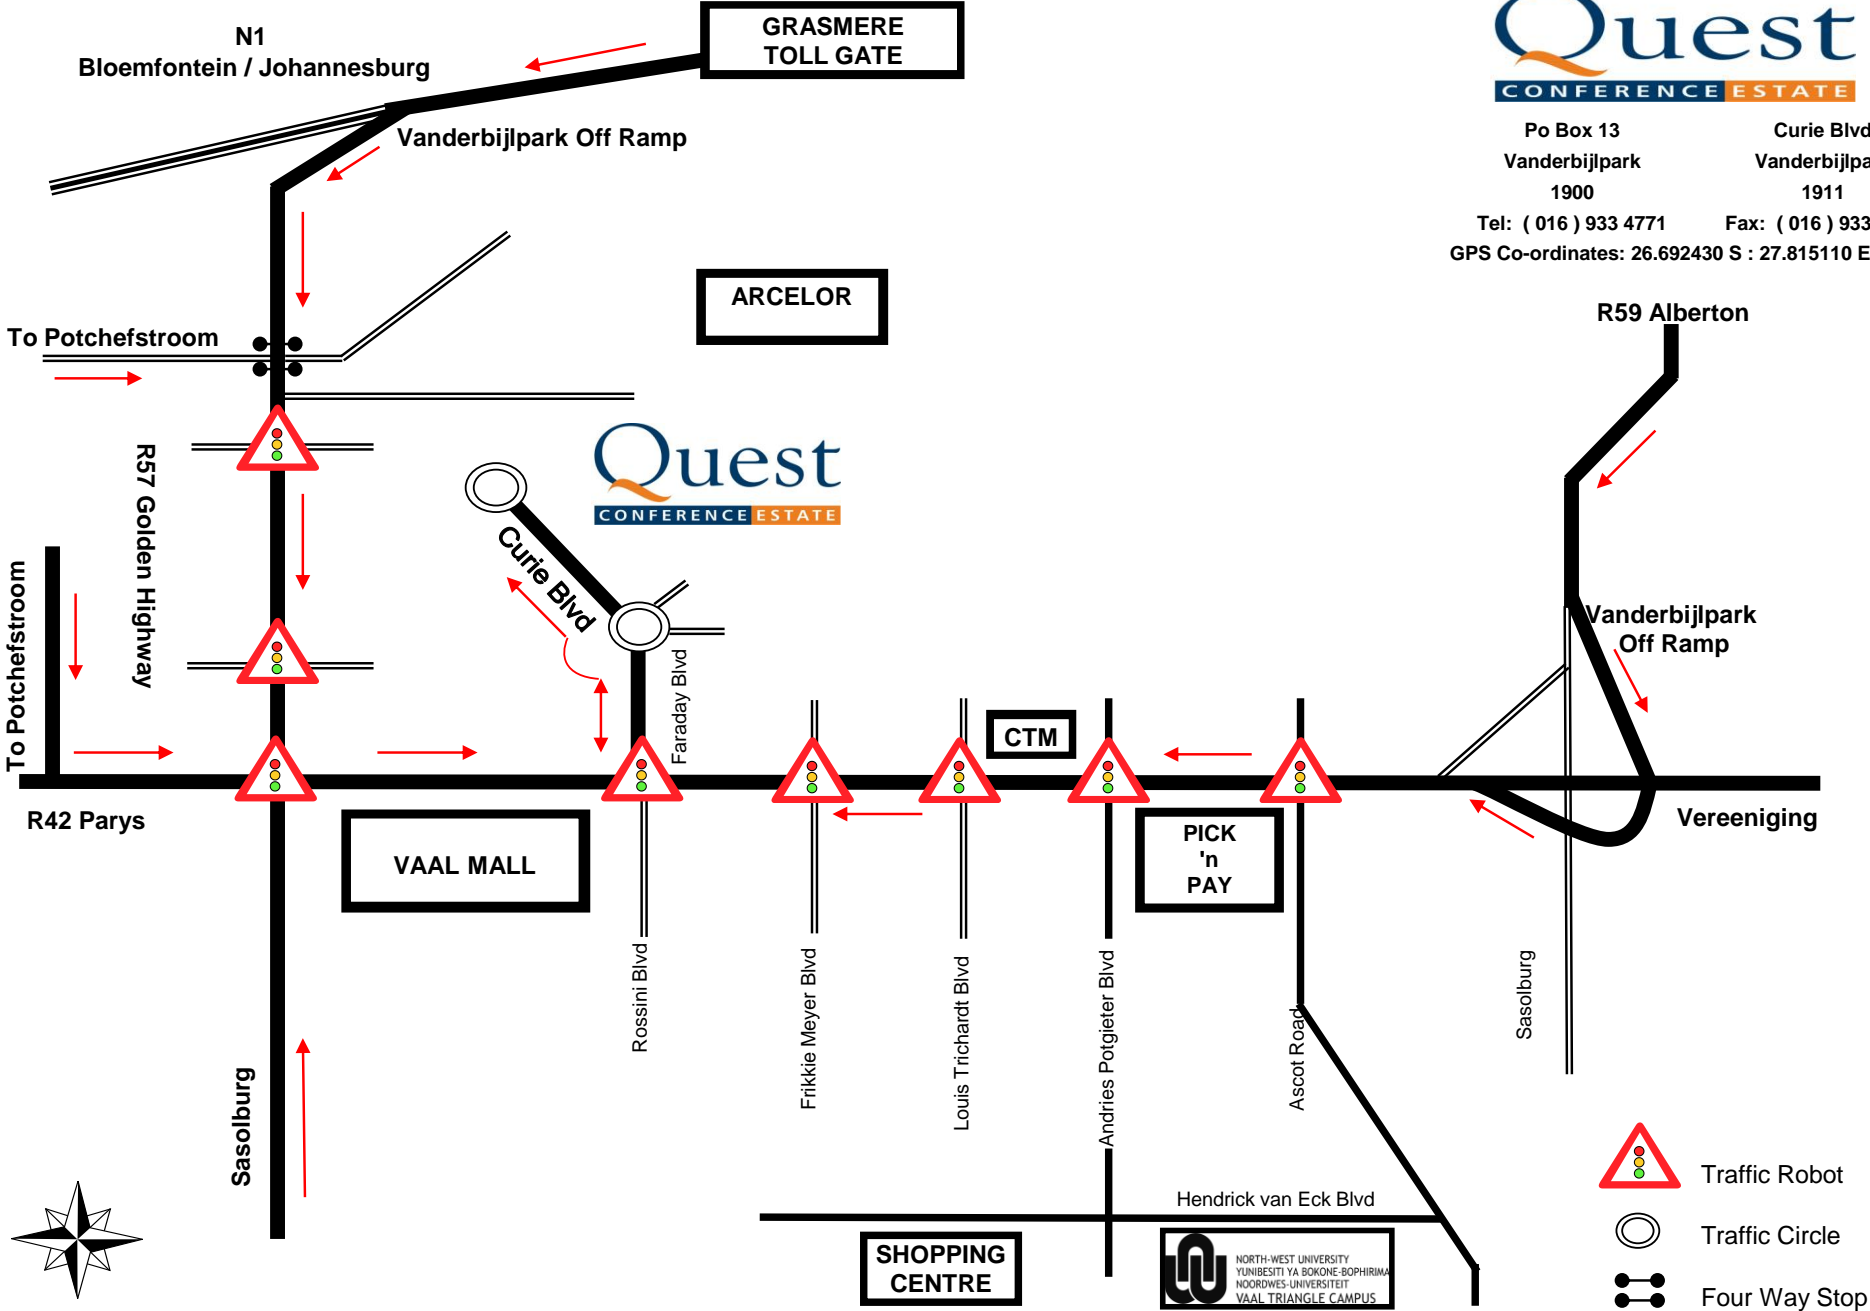 N1
Bloemfontein / Johannesburg
GRASMERE
TOLL GATE
Quest
CONFERENCE ESTATE
Po Box 13
Vanderbijlpark
1900
Tel: ( 016 ) 933 4771
Curie Blvd
Vanderbijlpa
1911
Fax: ( 016 ) 933
GPS Co-ordinates: 26.692430 S : 27.815110 E
Vanderbijlpark Off Ramp
ARCELOR
R59 Alberton
To Potchefstroom
R57 Golden Highway
Quest
CONFERENCE ESTATE
Curie Blvd
To Potchefstroom
Faraday Blvd
Vanderbijlpark
Off Ramp
CTM
R42 Parys
VAAL MALL
PICK
'n
PAY
Vereeniging
Rossini Blvd
Frikkie Meyer Blvd
Louis Trichardt Blvd
Andries Potgieter Blvd
Ascot Road
Sasolburg
Sasolburg
Hendrick van Eck Blvd
SHOPPING
CENTRE
NORTH-WEST UNIVERSITY
YUNIBESITI YA BOKONE-BOPHIRIMA
NOORDWES-UNIVERSITEIT
VAAL TRIANGLE CAMPUS
Traffic Robot
Traffic Circle
Four Way Stop